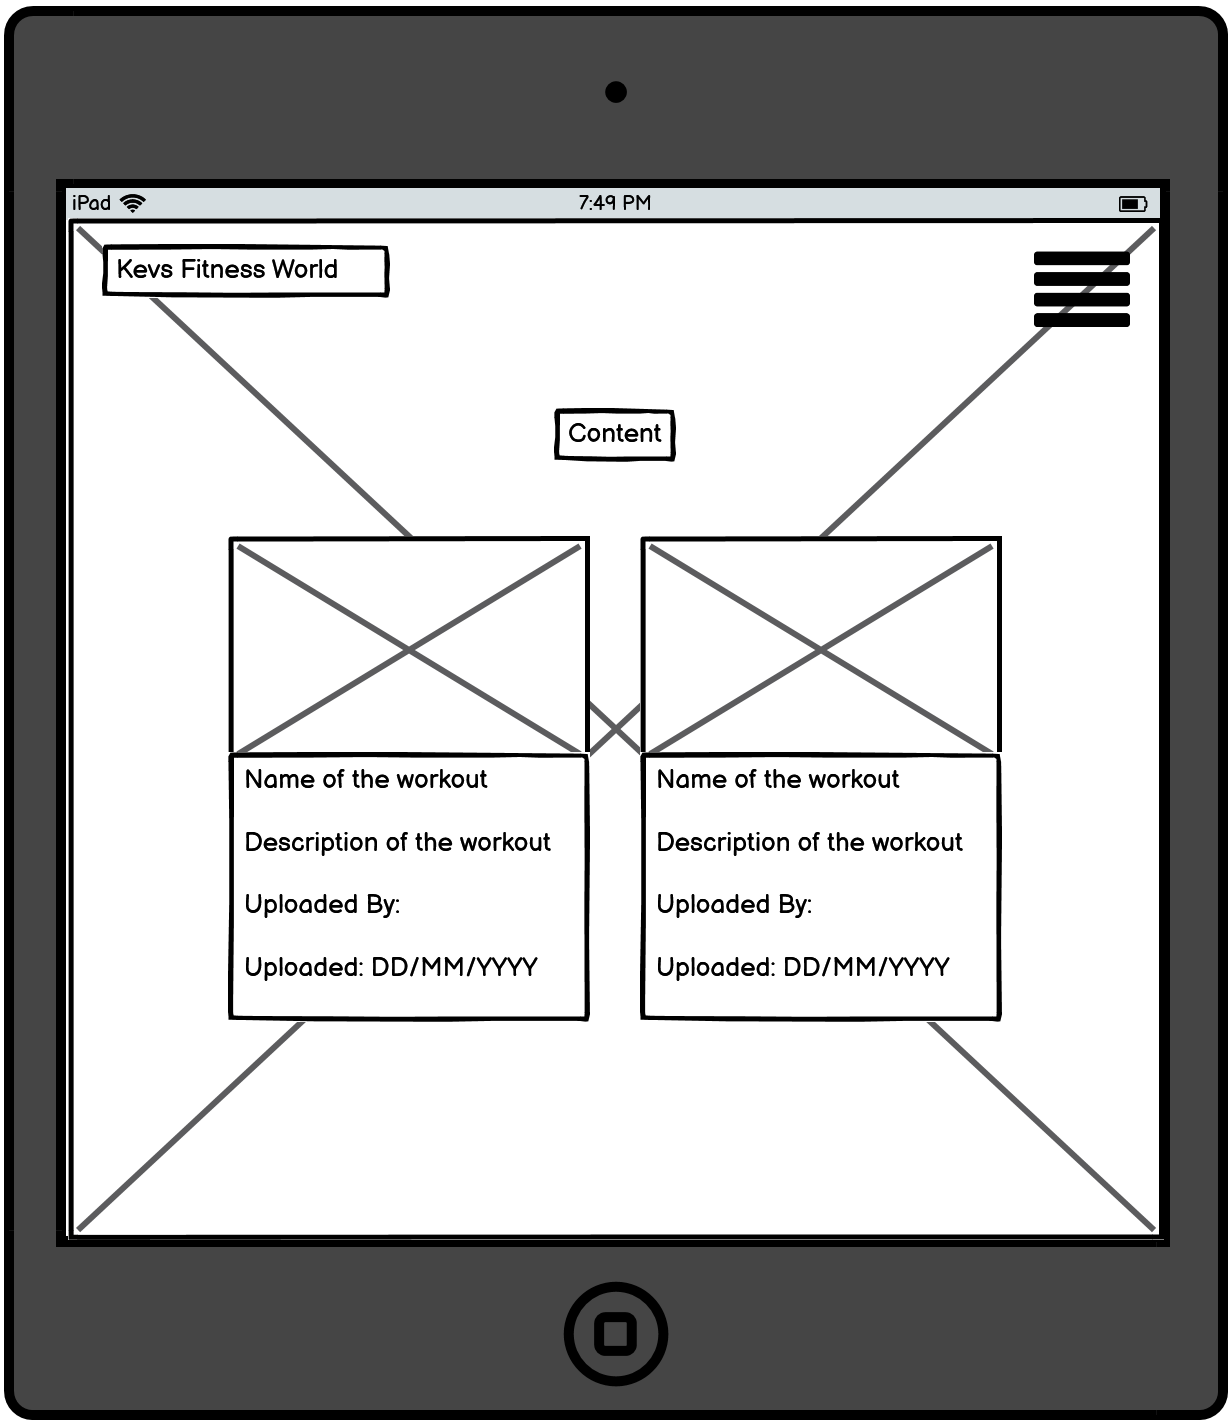 iPad
7:49 PM
Kevs Fitness World
Content
Name of the workout
Description of the workout
Uploaded By:
Uploaded: DD/MM/YYYY
Name of the workout
Description of the workout
Uploaded By:
Uploaded: DD/MM/YYYY